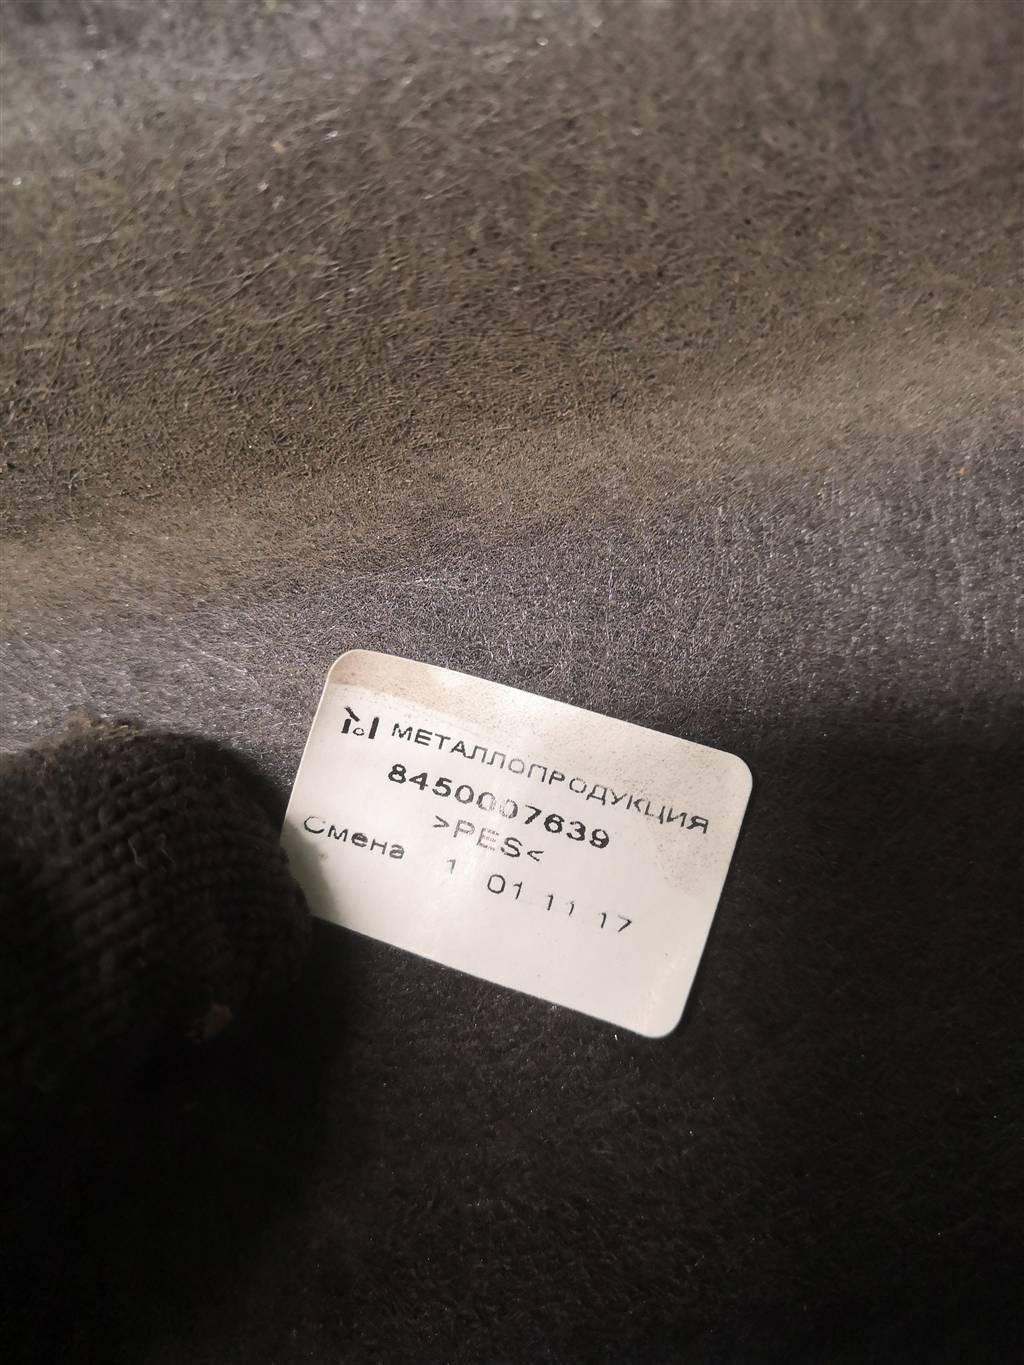 МЕТАЛЛОПРОДУКЦИЯ
8450007639
>PES<
Смена 1 01 11 17